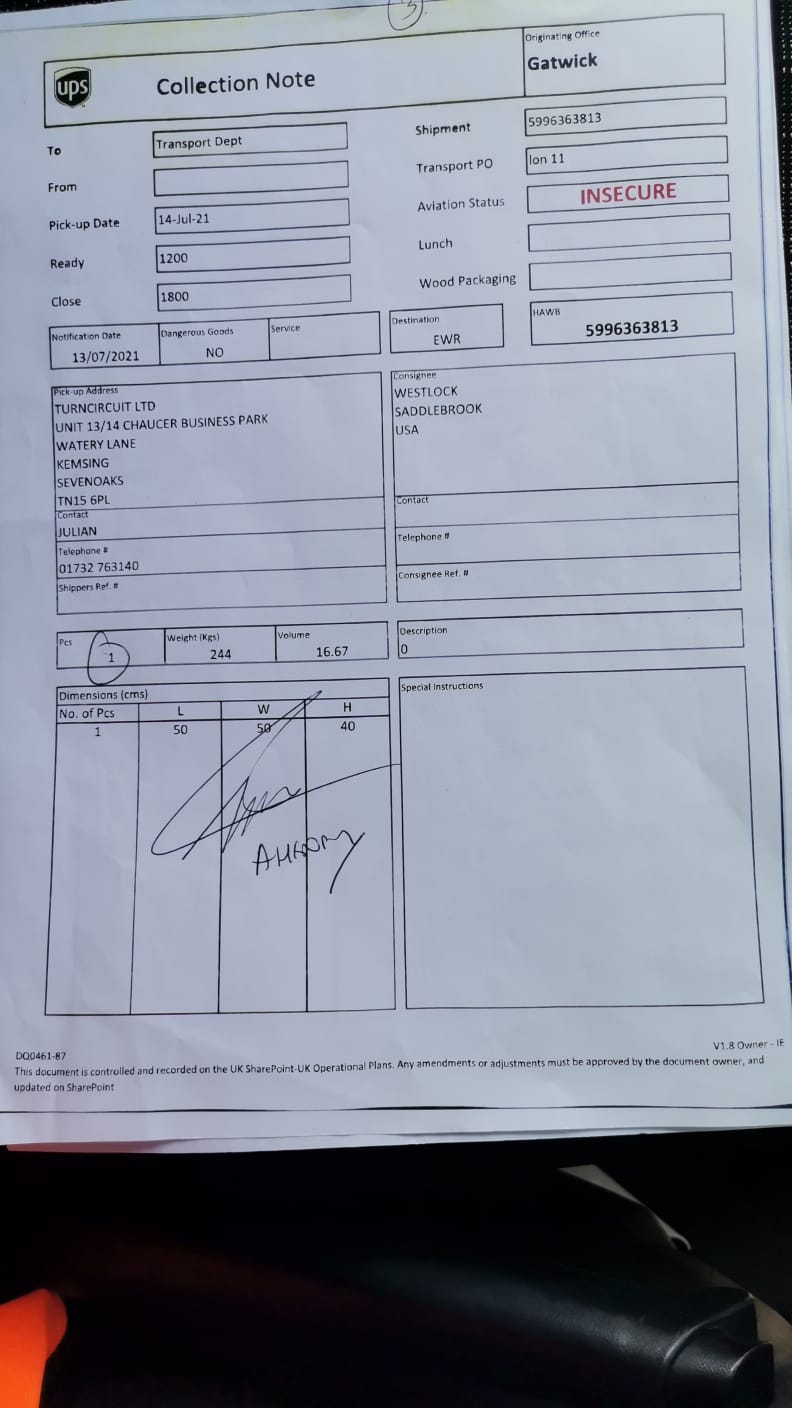 3
ups
Collection Note
Originating Office
Gatwick
To
Transport Dept
From
Pick-up Date
14-Jul-21
Ready
1200
Close
1800
Shipment
5996363813
Transport PO
lon 11
Aviation Status
INSECURE
Lunch
Wood Packaging
Notification Date
13/07/2021
Dangerous Goods
NO
Service
Destination
EWR
HAWB
5996363813
Pick-up Address
TURNCIRCUIT LTD
UNIT 13/14 CHAUCER BUSINESS PARK
WATERY LANE
KEMSING
SEVENOAKS
TN15 6PL
Contact
JULIAN
Telephone #
01732 763140
Shippers Ref. #
Consignee
WESTLOCK
SADDLEBROOK
USA
Contact
Telephone #
Consignee Ref. #
Pcs
1
Weight (Kgs)
244
Volume
16.67
Description
0
Dimensions (cms)
No. of Pcs L W H
1 50 50 40
Special Instructions
DQ0461-87
V1.8 Owner - IE
This document is controlled and recorded on the UK SharePoint-UK Operational Plans. Any amendments or adjustments must be approved by the document owner, and
updated on SharePoint